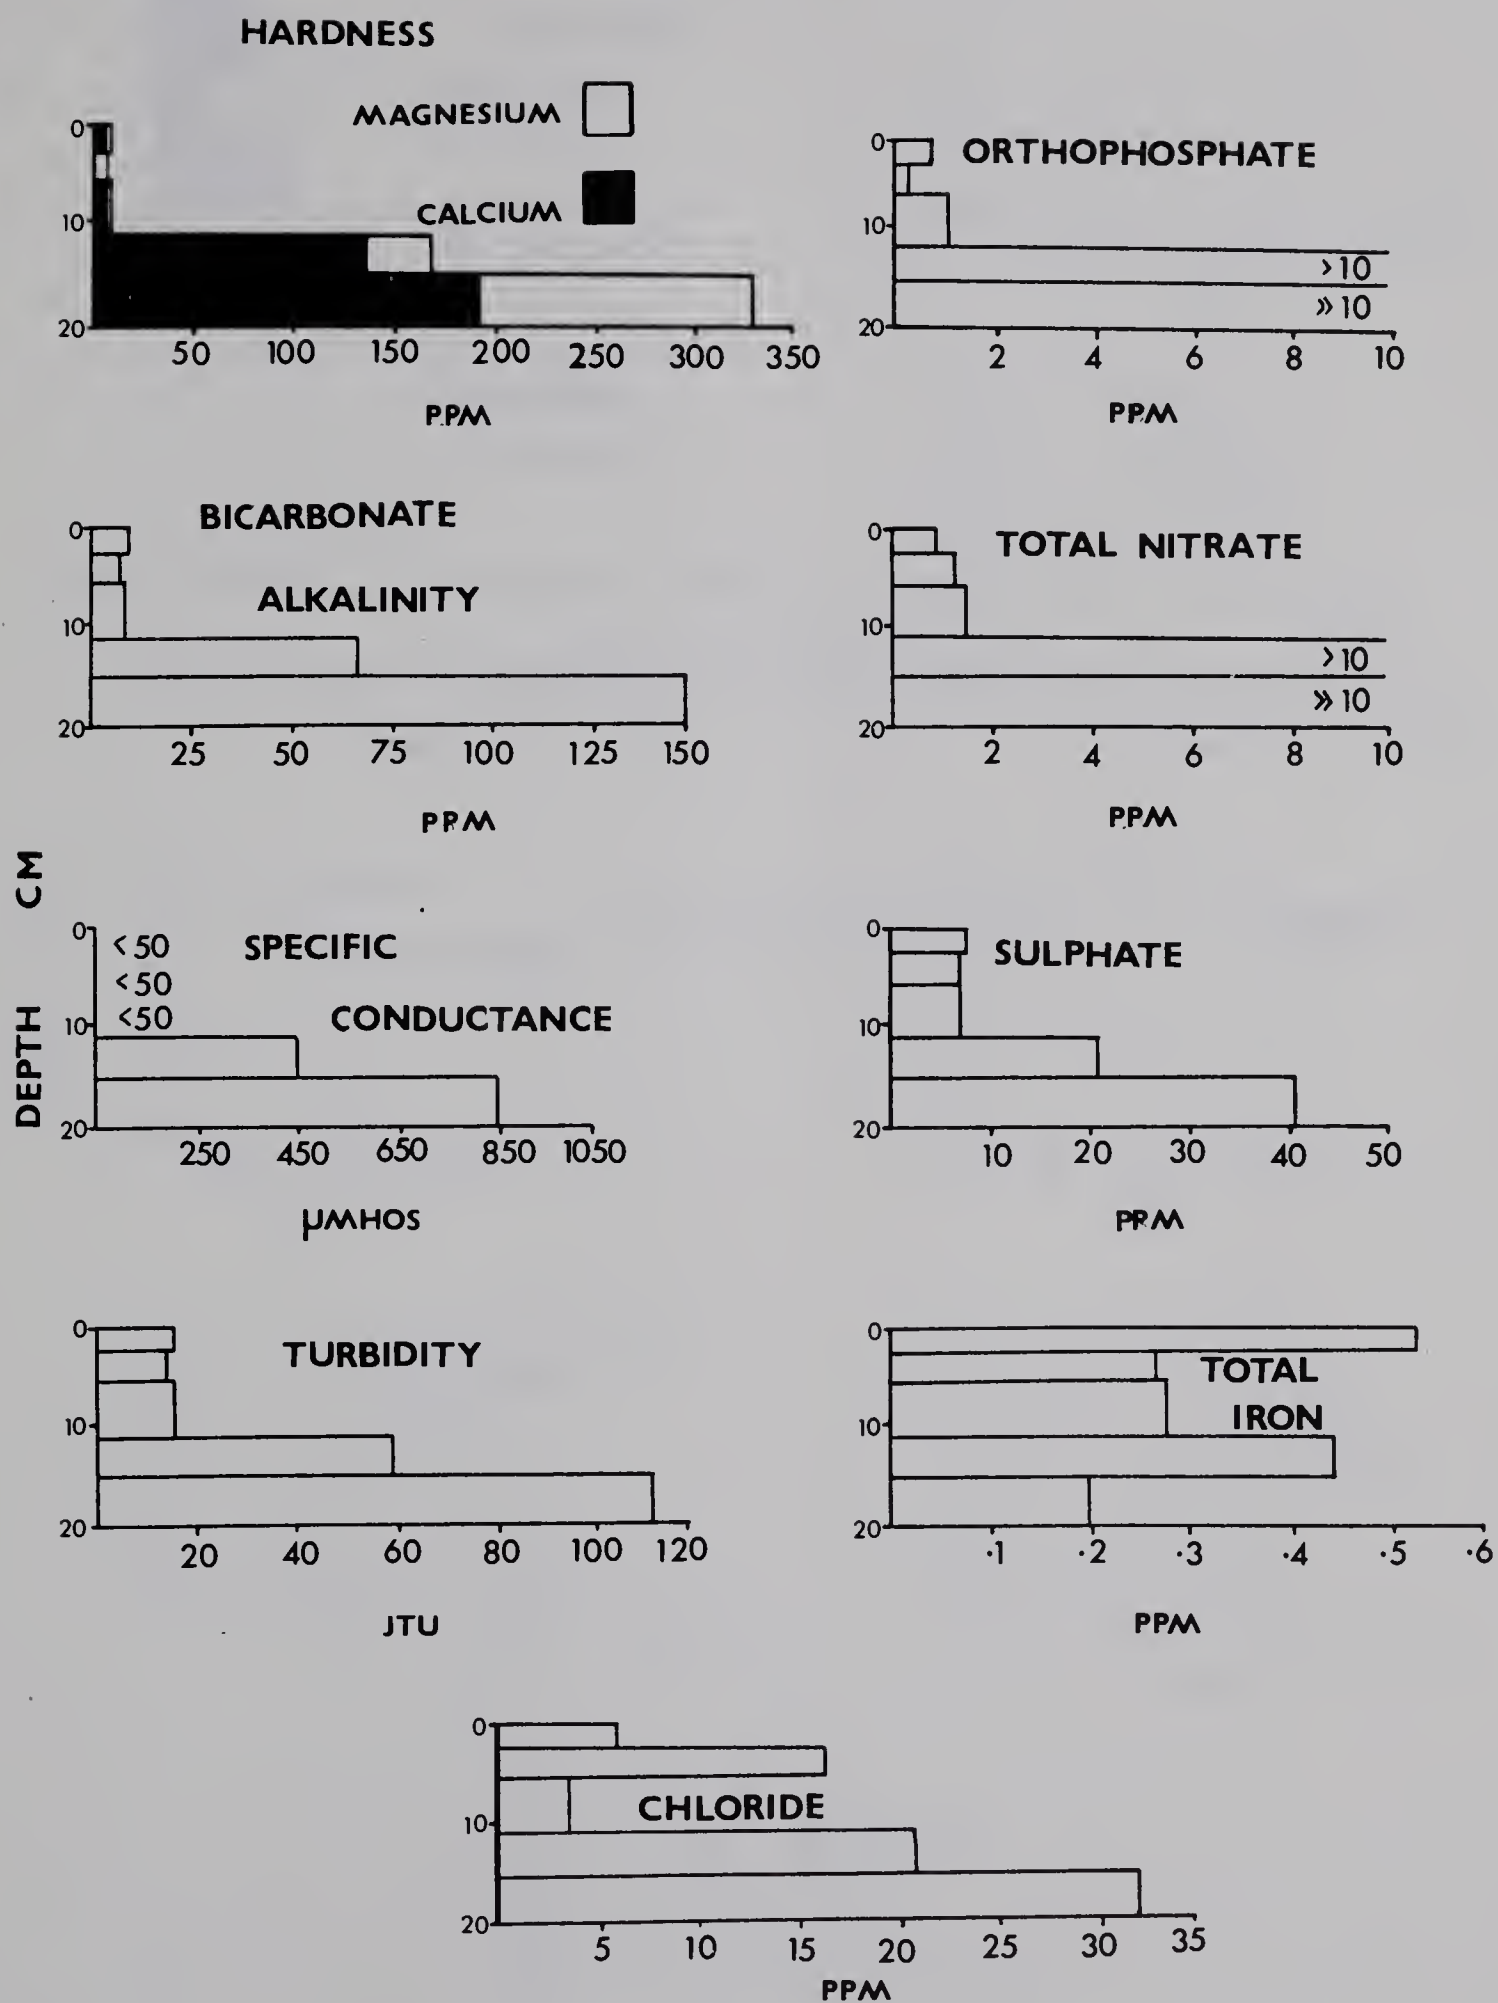 HARDNESS
MAGNESIUM
CALCIUM
0
10
20
50 100 150 200 250 300 350
P.PM
ORTHOPHOSPHATE
0
10
20
>10
»10
2 4 6 8 10
PPM
BICARBONATE
ALKALINITY
0
10
20
25 50 75 100 125 150
PPM
TOTAL NITRATE
0
10
20
>10
»10
2 4 6 8 10
P.PM
DEPTH CM
SPECIFIC
CONDUCTANCE
0
10
20
<50
<50
<50
250 450 650 850 1050
µMHOS
SULPHATE
0
10
20
10 20 30 40 50
PPM
TURBIDITY
0
10
20
20 40 60 80 100 120
JTU
TOTAL
IRON
0
10
20
·1 ·2 ·3 ·4 ·5 ·6
PPM
CHLORIDE
0
10
20
5 10 15 20 25 30 35
PPM